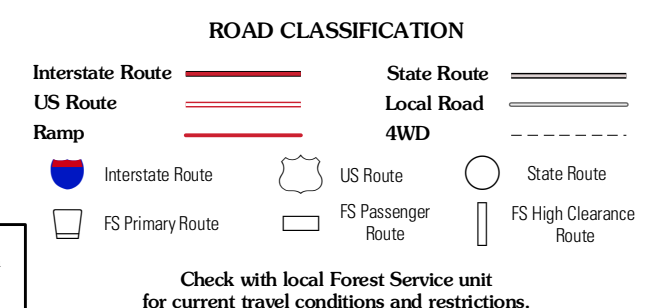 ROAD CLASSIFICATION
Interstate Route
State Route
US Route
Local Road
Ramp
4WD
Interstate Route
US Route
State Route
FS Primary Route
FS Passenger
Route
FS High Clearance
Route
Check with local Forest Service unit
for current travel conditions and restrictions.